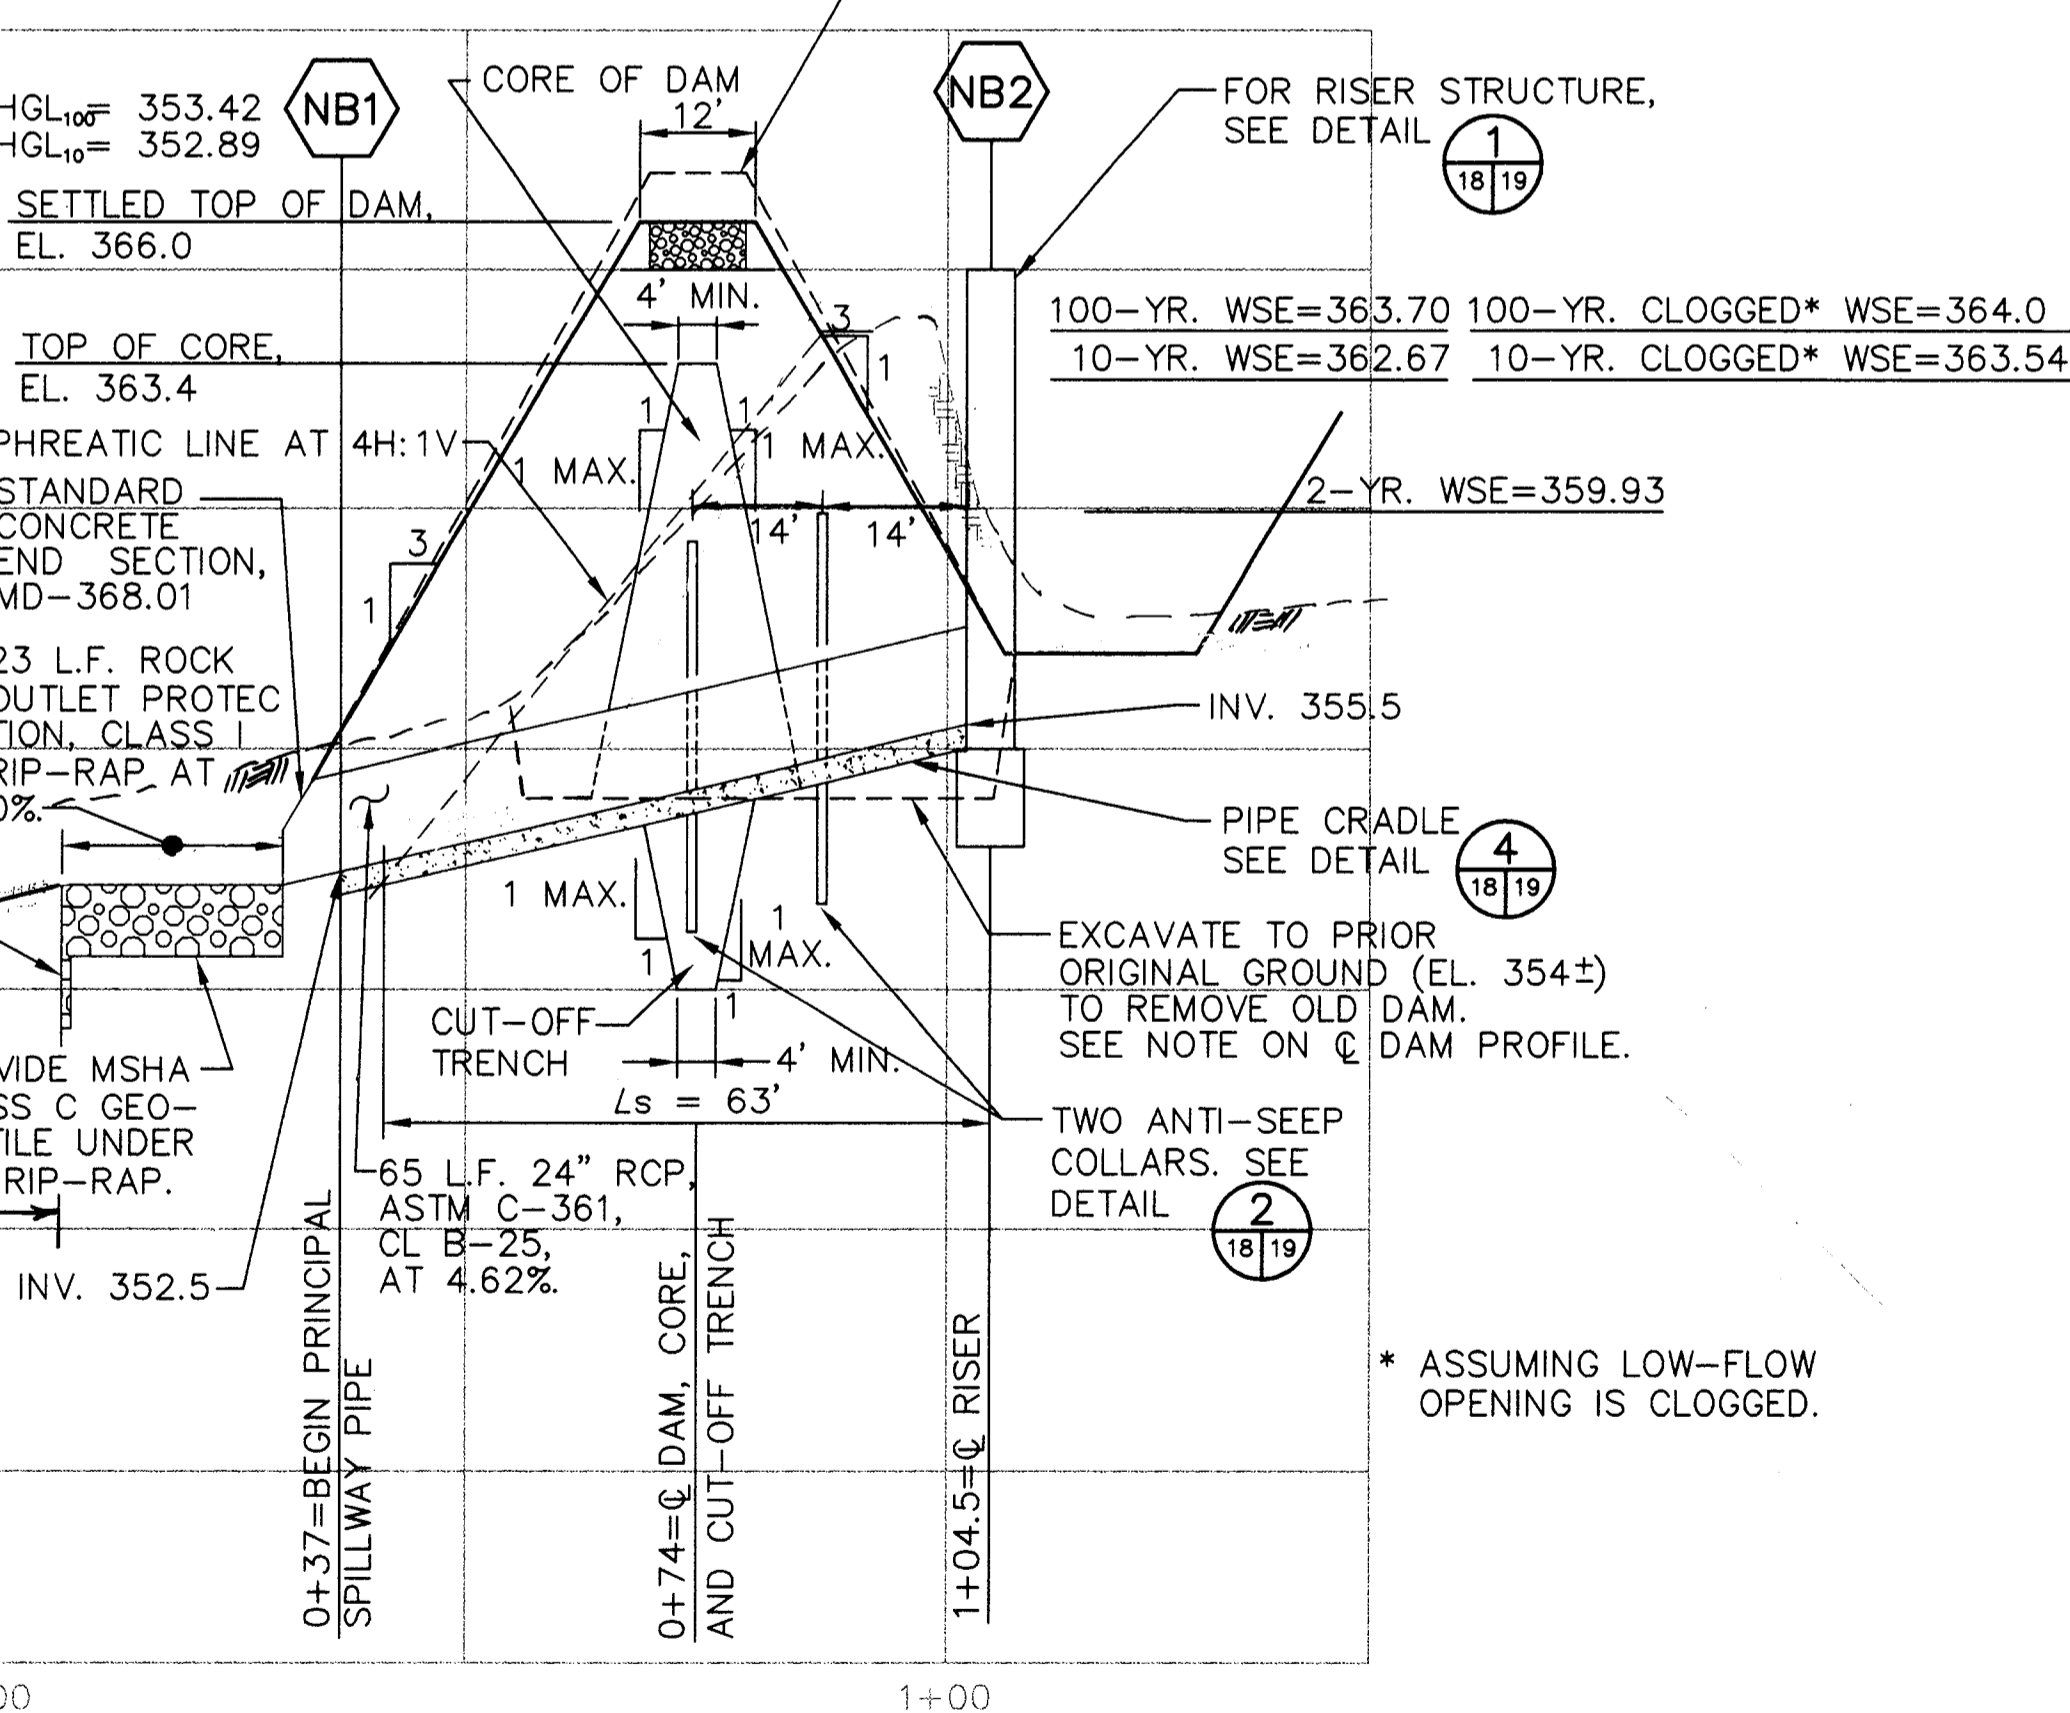 HGL100= 353.42
HGL10= 352.89
NB1
CORE OF DAM
12'
NB2
FOR RISER STRUCTURE,
SEE DETAIL
1
18 19
SETTLED TOP OF DAM,
EL. 366.0
4' MIN.
100-YR. WSE=363.70 100-YR. CLOGGED* WSE=364.0
10-YR. WSE=362.67 10-YR. CLOGGED* WSE=363.54
TOP OF CORE,
EL. 363.4
3
1
1
1
PHREATIC LINE AT 4H:1V
1 MAX.
1 MAX.
STANDARD
CONCRETE
END SECTION,
MD-368.01
2-YR. WSE=359.93
14'
14'
3
1
23 L.F. ROCK
OUTLET PROTEC
TION, CLASS I
RIP-RAP AT
0%.
INV. 355.5
PIPE CRADLE
SEE DETAIL
4
18 19
1 MAX.
1
1
MAX.
1
EXCAVATE TO PRIOR
ORIGINAL GROUND (EL. 354±)
TO REMOVE OLD DAM.
SEE NOTE ON ℄ DAM PROFILE.
CUT-OFF
TRENCH
4' MIN.
Ls = 63'
VIDE MSHA
SS C GEO-
TILE UNDER
RIP-RAP.
TWO ANTI-SEEP
COLLARS. SEE
DETAIL
2
18 19
65 L.F. 24" RCP,
ASTM C-361,
CL B-25,
AT 4.62%.
INV. 352.5
0+37=BEGIN PRINCIPAL
SPILLWAY PIPE
0+74=℄ DAM, CORE,
AND CUT-OFF TRENCH
1+04.5=℄ RISER
* ASSUMING LOW-FLOW
OPENING IS CLOGGED.
00
1+00